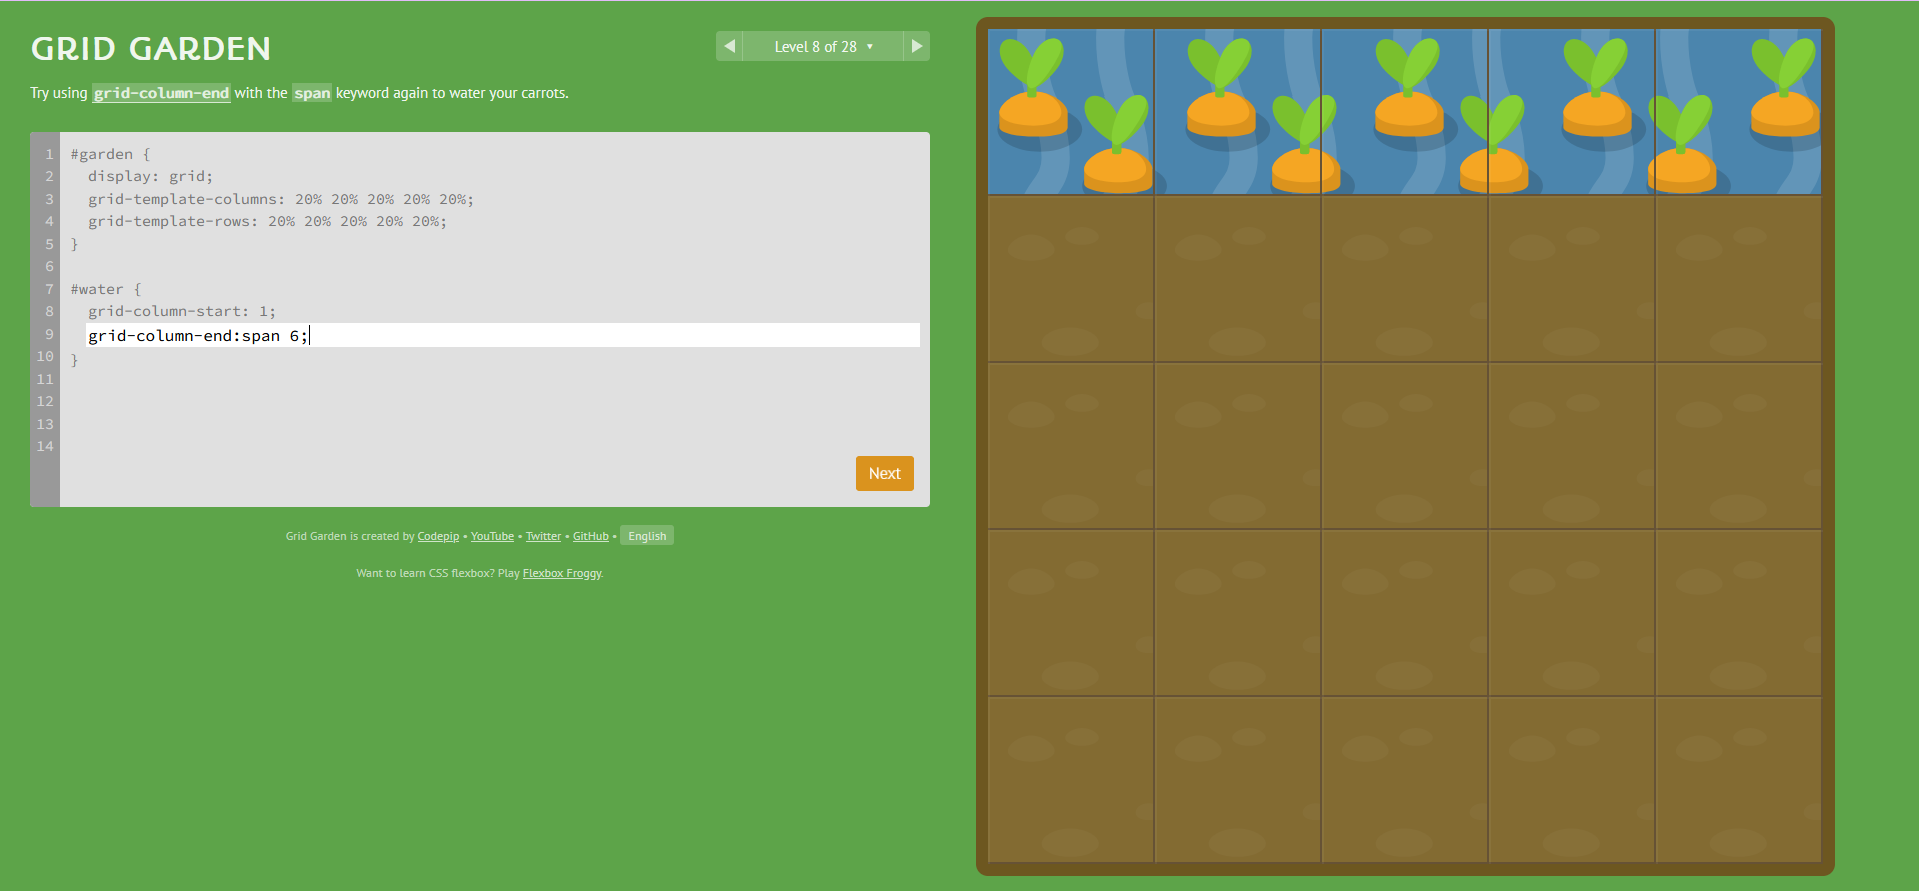 GRID GARDEN
◀ Level 8 of 28 ▼ ▶
Try using grid-column-end with the span keyword again to water your carrots.
1 #garden {
2 display: grid;
3 grid-template-columns: 20% 20% 20% 20% 20%;
4 grid-template-rows: 20% 20% 20% 20% 20%;
5 }
6
7 #water {
8 grid-column-start: 1;
9 grid-column-end:span 6;
10 }
11
12
13
14
Next
Grid Garden is created by Codepip • YouTube • Twitter • GitHub • English
Want to learn CSS flexbox? Play Flexbox Froggy.